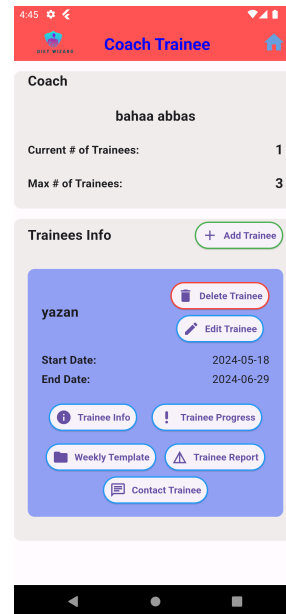 4:45
DIET WIZARD
Coach Trainee
Coach
bahaa abbas
Current # of Trainees: 1
Max # of Trainees: 3
Trainees Info
Add Trainee
Delete Trainee
yazan
Edit Trainee
Start Date: 2024-05-18
End Date: 2024-06-29
Trainee Info
Trainee Progress
Weekly Template
Trainee Report
Contact Trainee